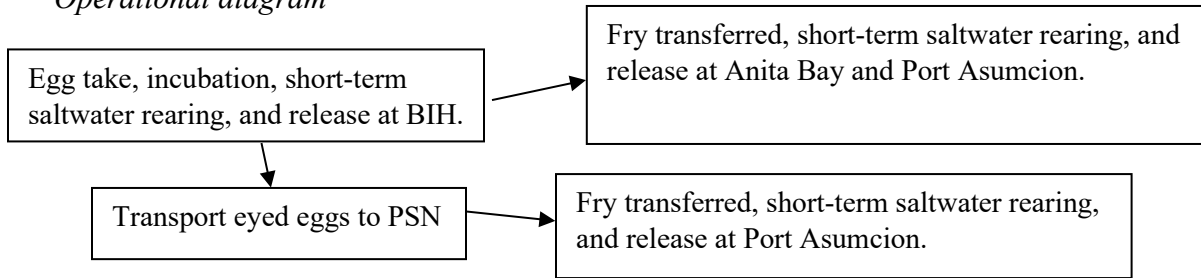 Operational diagram
Egg take, incubation, short-term
saltwater rearing, and release at BIH.
Fry transferred, short-term saltwater rearing, and
release at Anita Bay and Port Asumcion.
Transport eyed eggs to PSN
Fry transferred, short-term saltwater rearing,
and release at Port Asumcion.